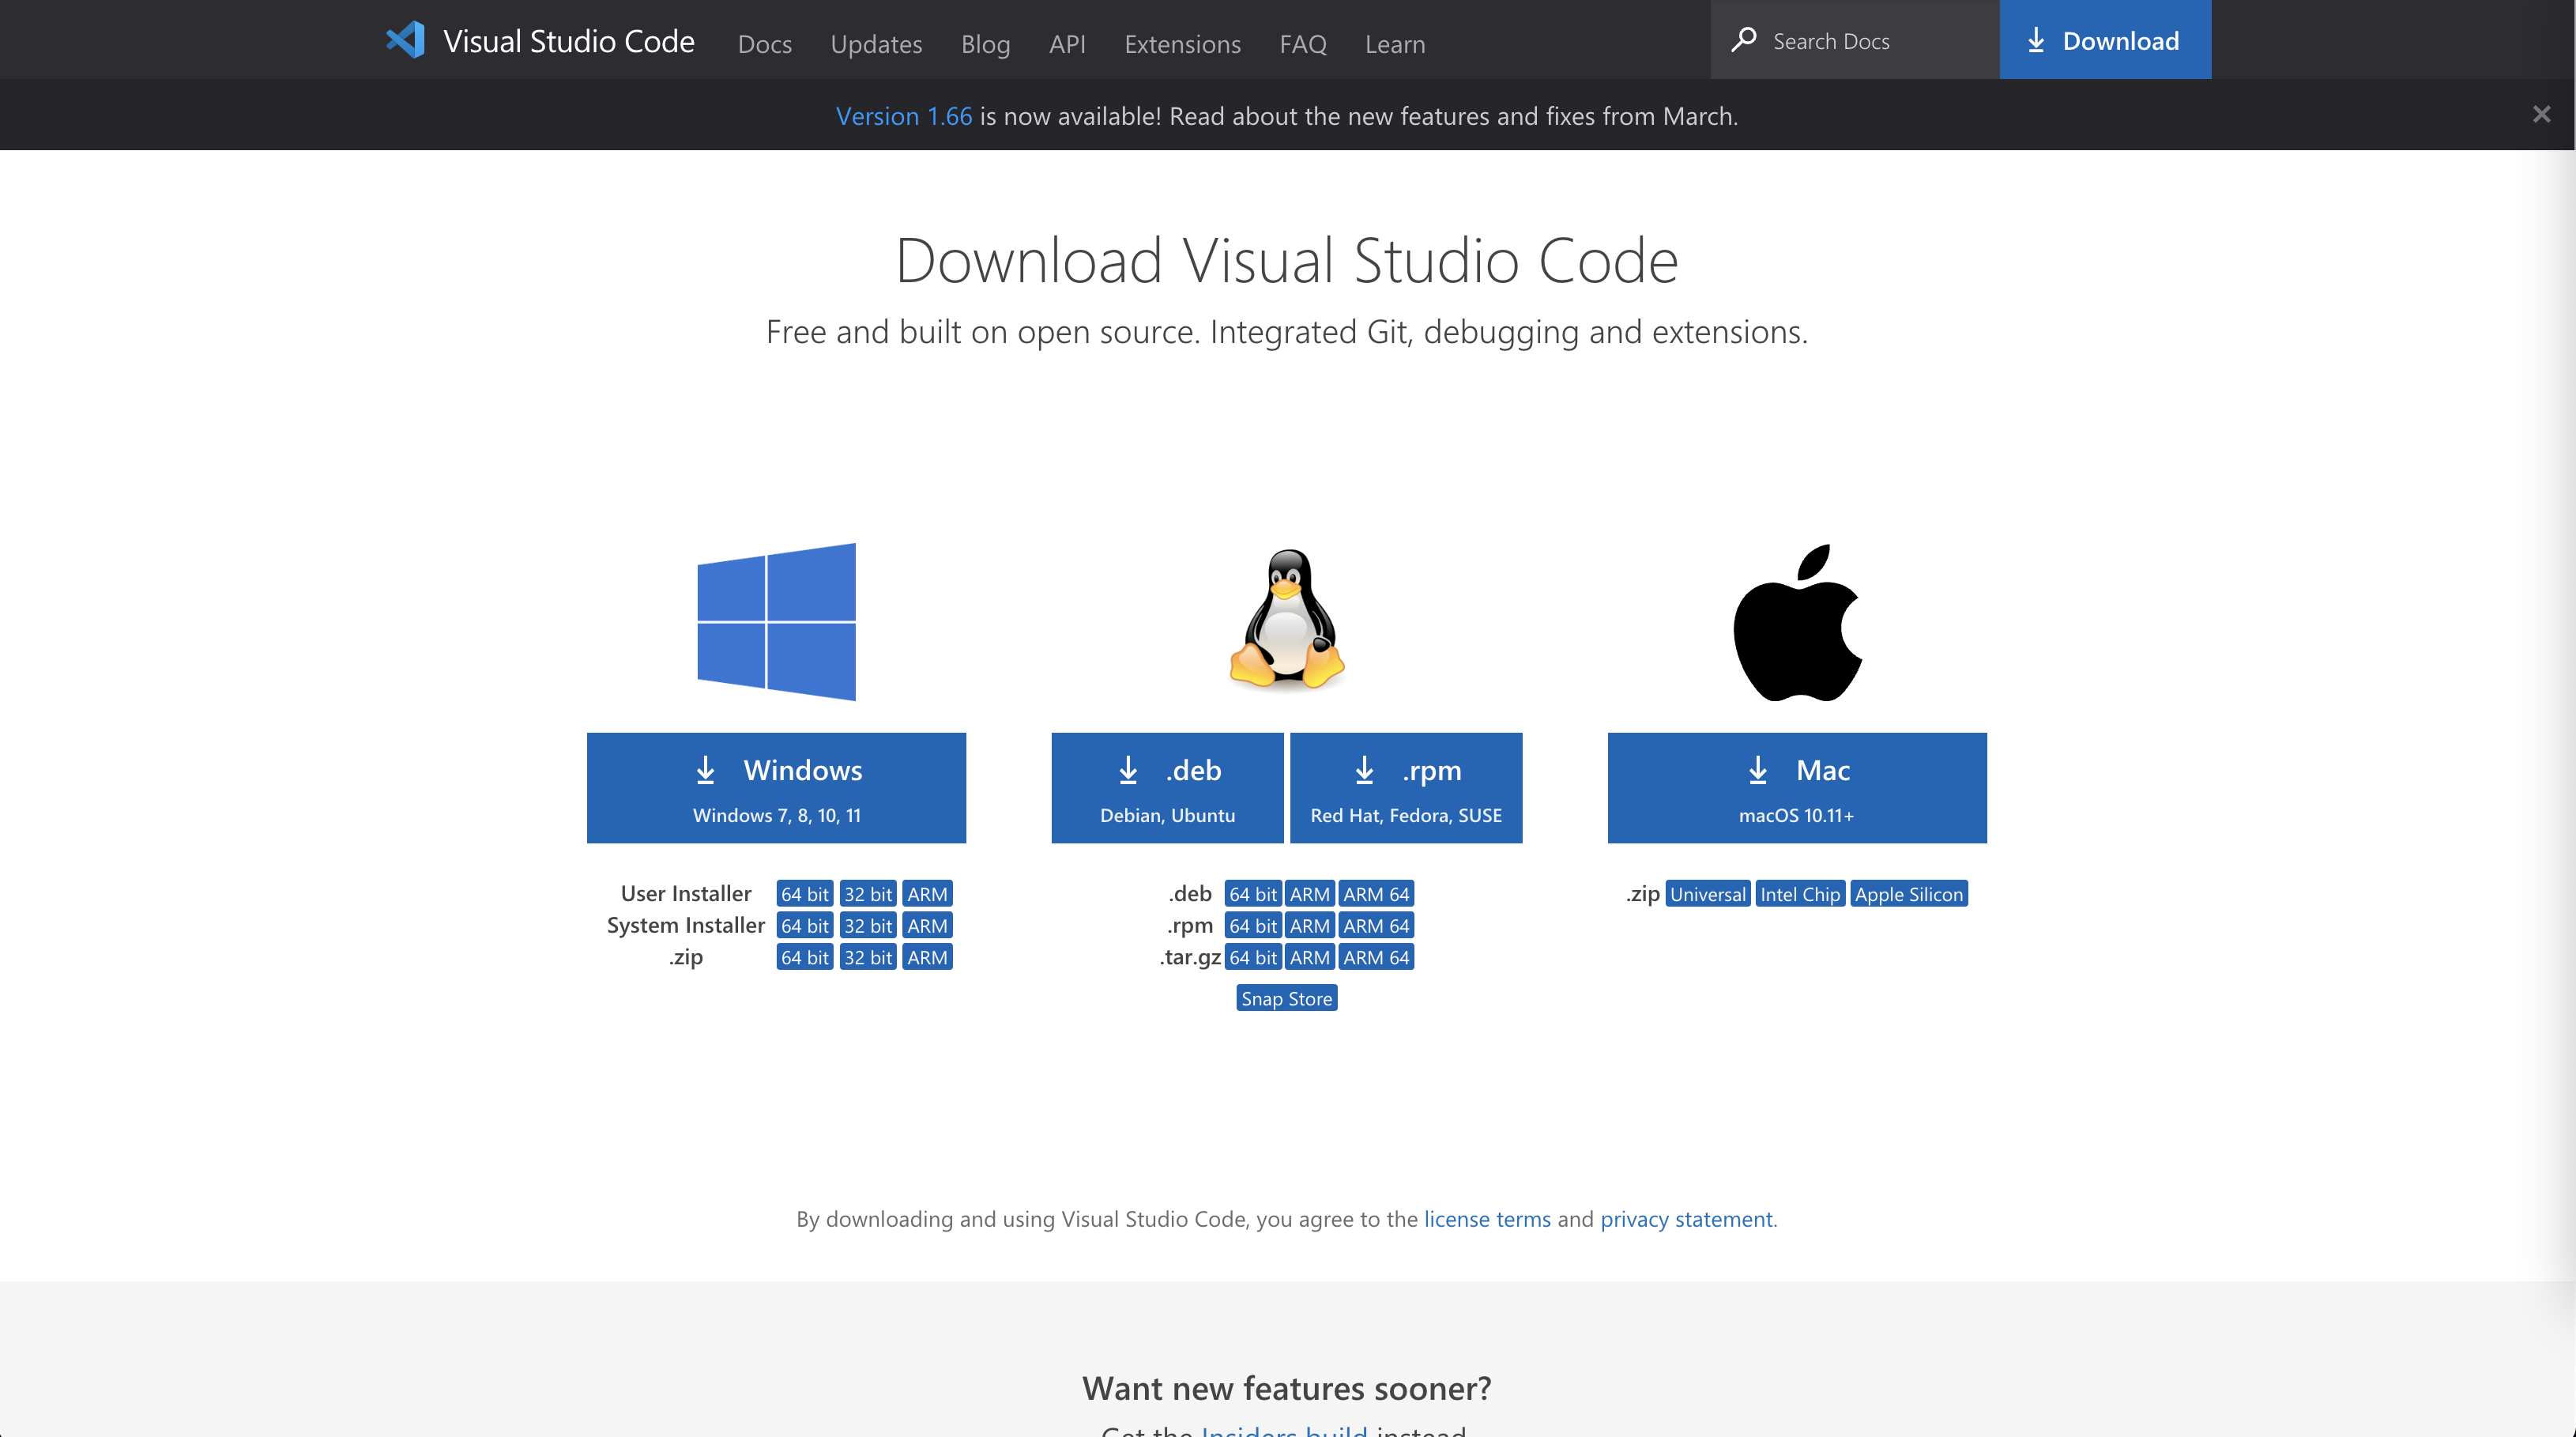 Visual Studio Code Docs Updates Blog API Extensions FAQ Learn Search Docs Download
Version 1.66 is now available! Read about the new features and fixes from March.
Download Visual Studio Code
Free and built on open source. Integrated Git, debugging and extensions.
Windows
Windows 7, 8, 10, 11
User Installer 64 bit 32 bit ARM
System Installer 64 bit 32 bit ARM
.zip 64 bit 32 bit ARM
.deb
Debian, Ubuntu
.rpm
Red Hat, Fedora, SUSE
.deb 64 bit ARM ARM 64
.rpm 64 bit ARM ARM 64
.tar.gz 64 bit ARM ARM 64
Snap Store
Mac
macOS 10.11+
.zip Universal Intel Chip Apple Silicon
By downloading and using Visual Studio Code, you agree to the license terms and privacy statement.
Want new features sooner?
Get the Insiders build instead